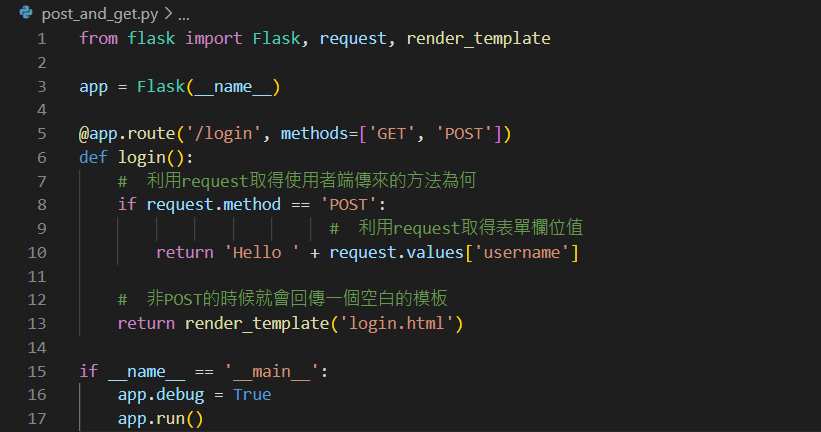 post_and_get.py > ...
1 from flask import Flask, request, render_template
2
3 app = Flask(__name__)
4
5 @app.route('/login', methods=['GET', 'POST'])
6 def login():
7     #  利用request取得使用者端傳來的方法為何
8     if request.method == 'POST':
9                           #  利用request取得表單欄位值
10         return 'Hello ' + request.values['username']
11
12     #  非POST的時候就會回傳一個空白的模板
13     return render_template('login.html')
14
15 if __name__ == '__main__':
16     app.debug = True
17     app.run()